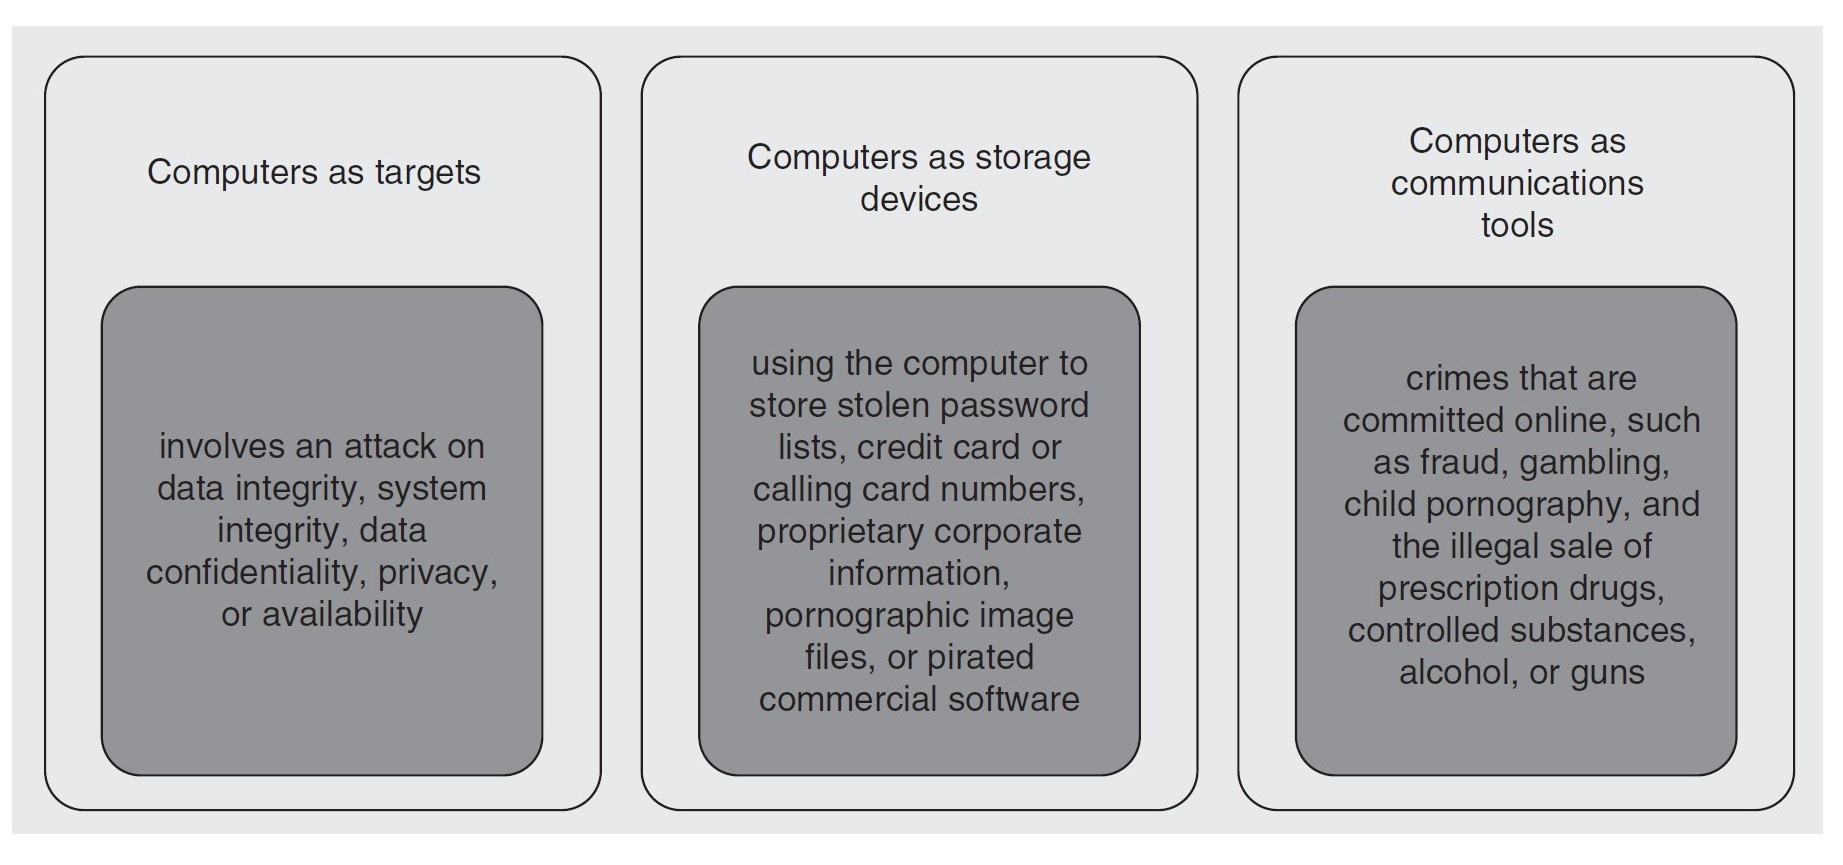 Computers as targets
involves an attack on
data integrity, system
integrity, data
confidentiality, privacy,
or availability
Computers as storage
devices
using the computer to
store stolen password
lists, credit card or
calling card numbers,
proprietary corporate
information,
pornographic image
files, or pirated
commercial software
Computers as
communications
tools
crimes that are
committed online, such
as fraud, gambling,
child pornography, and
the illegal sale of
prescription drugs,
controlled substances,
alcohol, or guns